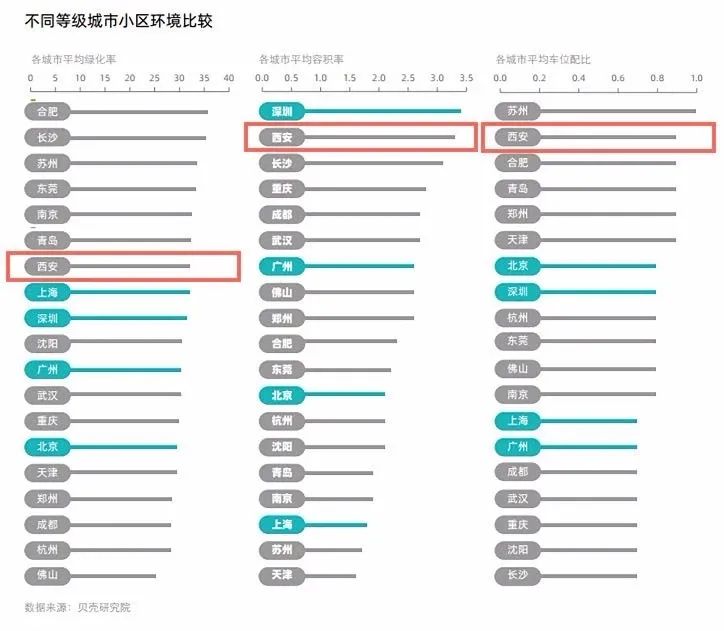 不同等级城市小区环境比较
各城市平均绿化率
0 5 10 15 20 25 30 35 40
合肥
长沙
苏州
东莞
南京
青岛
西安
上海
深圳
沈阳
广州
武汉
重庆
北京
天津
郑州
成都
杭州
佛山
各城市平均容积率
0.0 0.5 1.0 1.5 2.0 2.5 3.0 3.5
深圳
西安
长沙
重庆
成都
武汉
广州
佛山
郑州
合肥
东莞
北京
杭州
沈阳
青岛
南京
上海
苏州
天津
各城市平均车位配比
0.0 0.2 0.4 0.6 0.8 1.0
苏州
西安
合肥
青岛
郑州
天津
北京
深圳
杭州
东莞
佛山
南京
上海
广州
成都
武汉
重庆
沈阳
长沙
数据来源：贝壳研究院